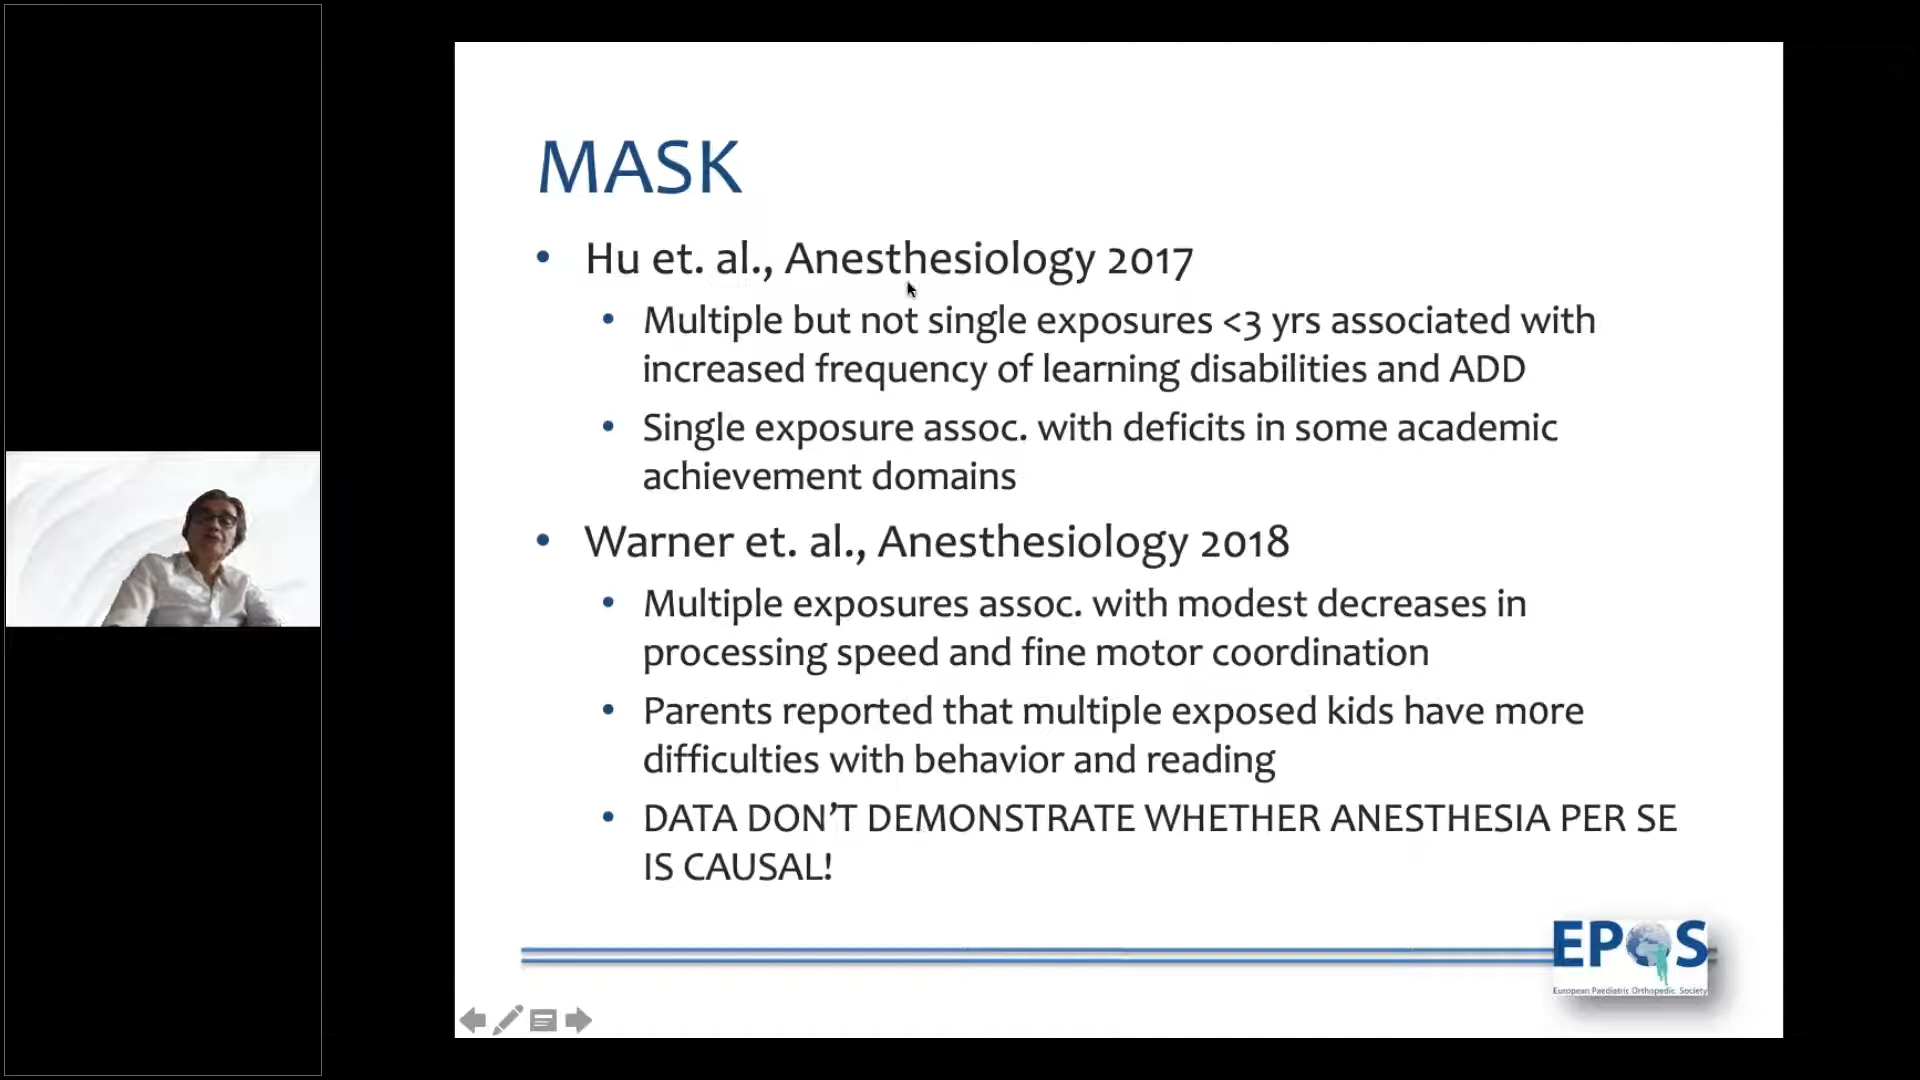 MASK
• Hu et. al., Anesthesiology 2017
• Multiple but not single exposures <3 yrs associated with
increased frequency of learning disabilities and ADD
• Single exposure assoc. with deficits in some academic
achievement domains
• Warner et. al., Anesthesiology 2018
• Multiple exposures assoc. with modest decreases in
processing speed and fine motor coordination
• Parents reported that multiple exposed kids have m0re
difficulties with behavior and reading
• DATA DON’T DEMONSTRATE WHETHER ANESTHESIA PER SE
IS CAUSAL!
EPOS
European Paediatric Orthopedic Society